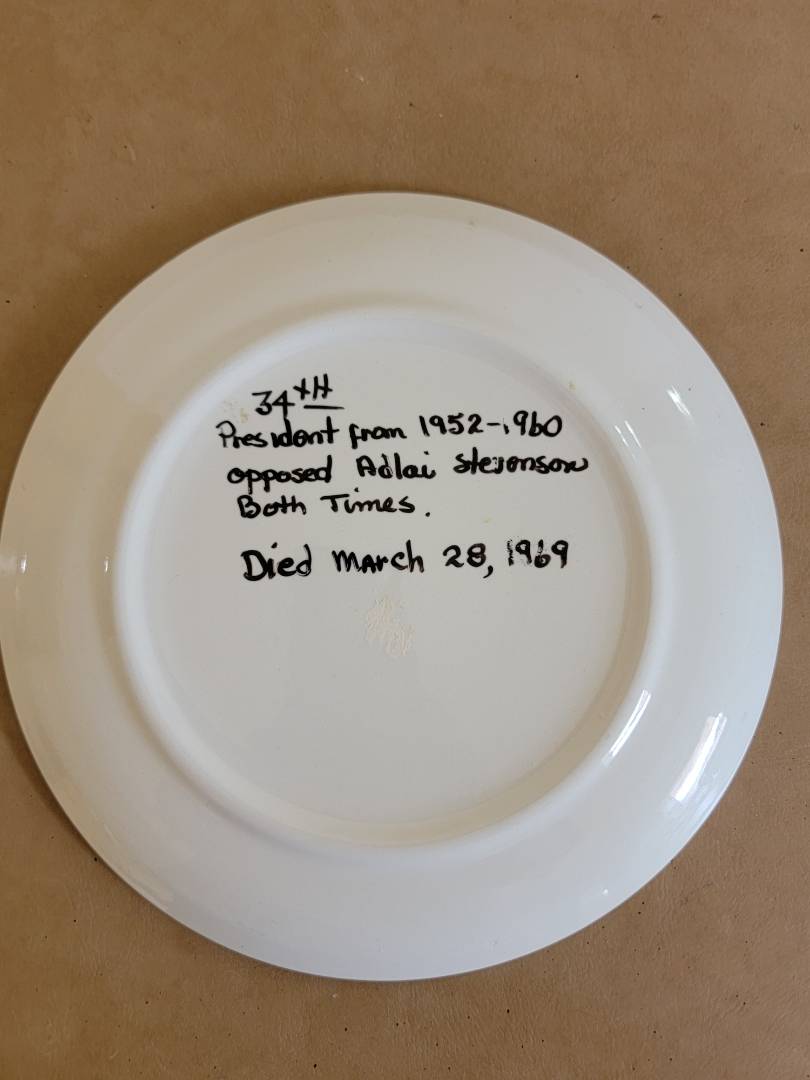 34TH
President from 1952-1960
opposed Adlai Stevenson
Both Times.
Died MArch 28, 1969